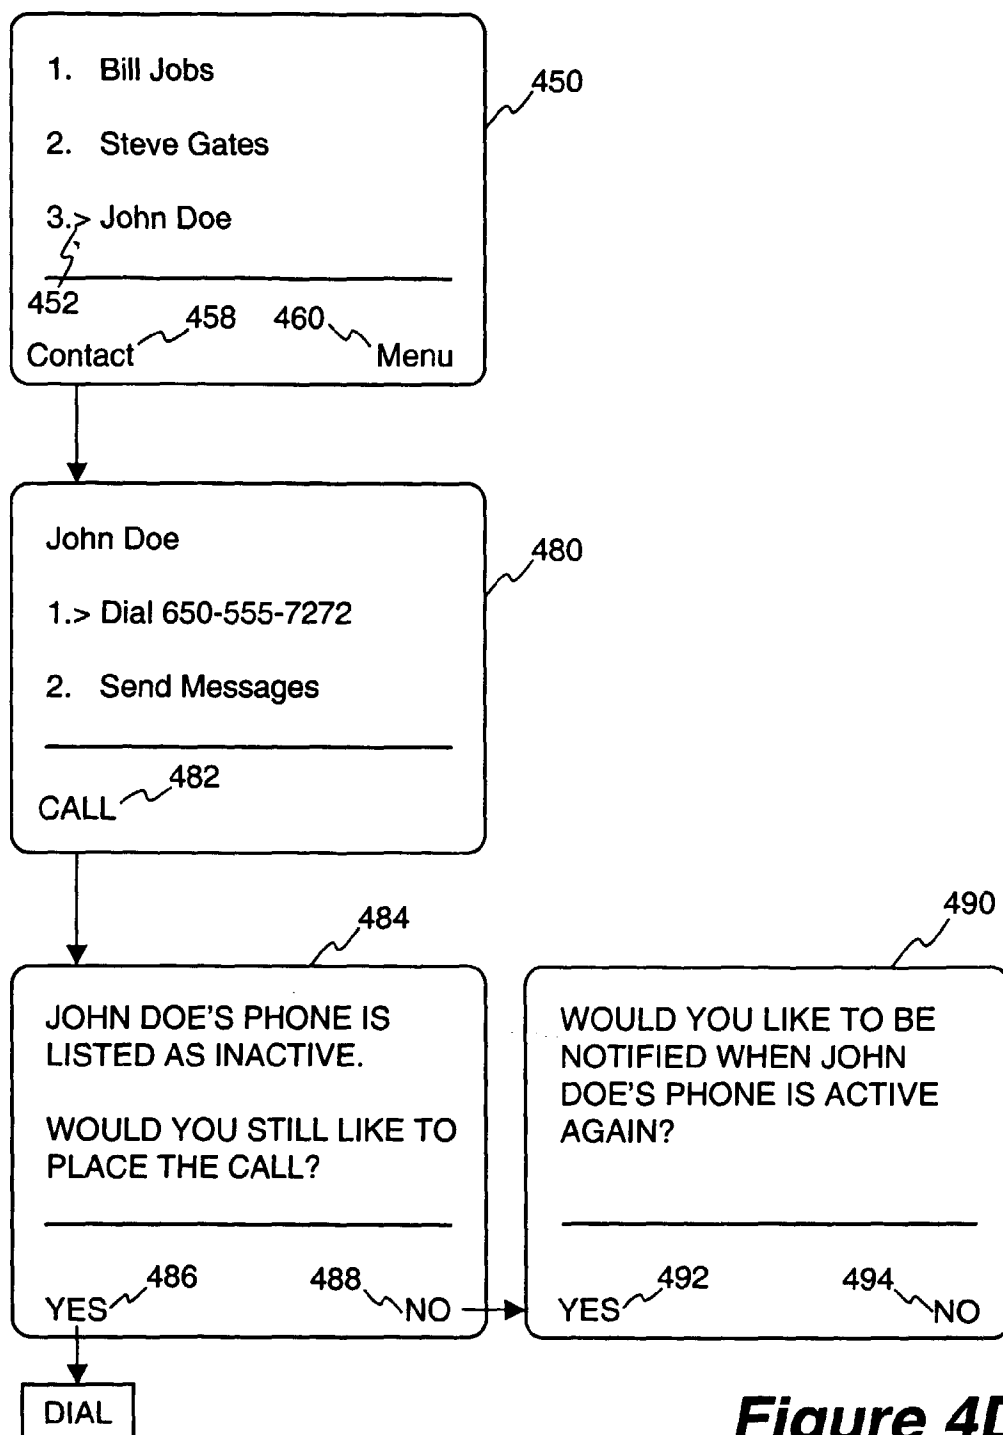 1. Bill Jobs
450
2. Steve Gates
3.> John Doe
452
458
460
Contact
Menu
John Doe
480
1.> Dial 650-555-7272
2. Send Messages
482
CALL
484
490
JOHN DOE'S PHONE IS
LISTED AS INACTIVE.
WOULD YOU STILL LIKE TO
PLACE THE CALL?
486
488
YES
NO
WOULD YOU LIKE TO BE
NOTIFIED WHEN JOHN
DOE'S PHONE IS ACTIVE
AGAIN?
492
494
YES
NO
DIAL
Figure 4D